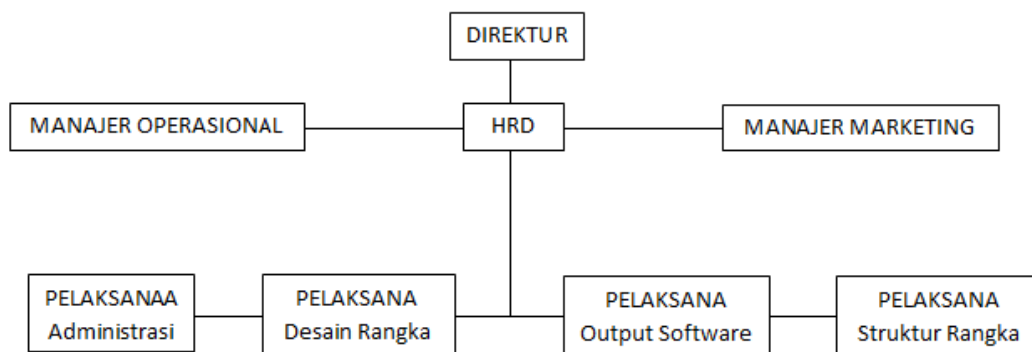 DIREKTUR
MANAJER OPERASIONAL
HRD
MANAJER MARKETING
PELAKSANAA
Administrasi
PELAKSANA
Desain Rangka
PELAKSANA
Output Software
PELAKSANA
Struktur Rangka